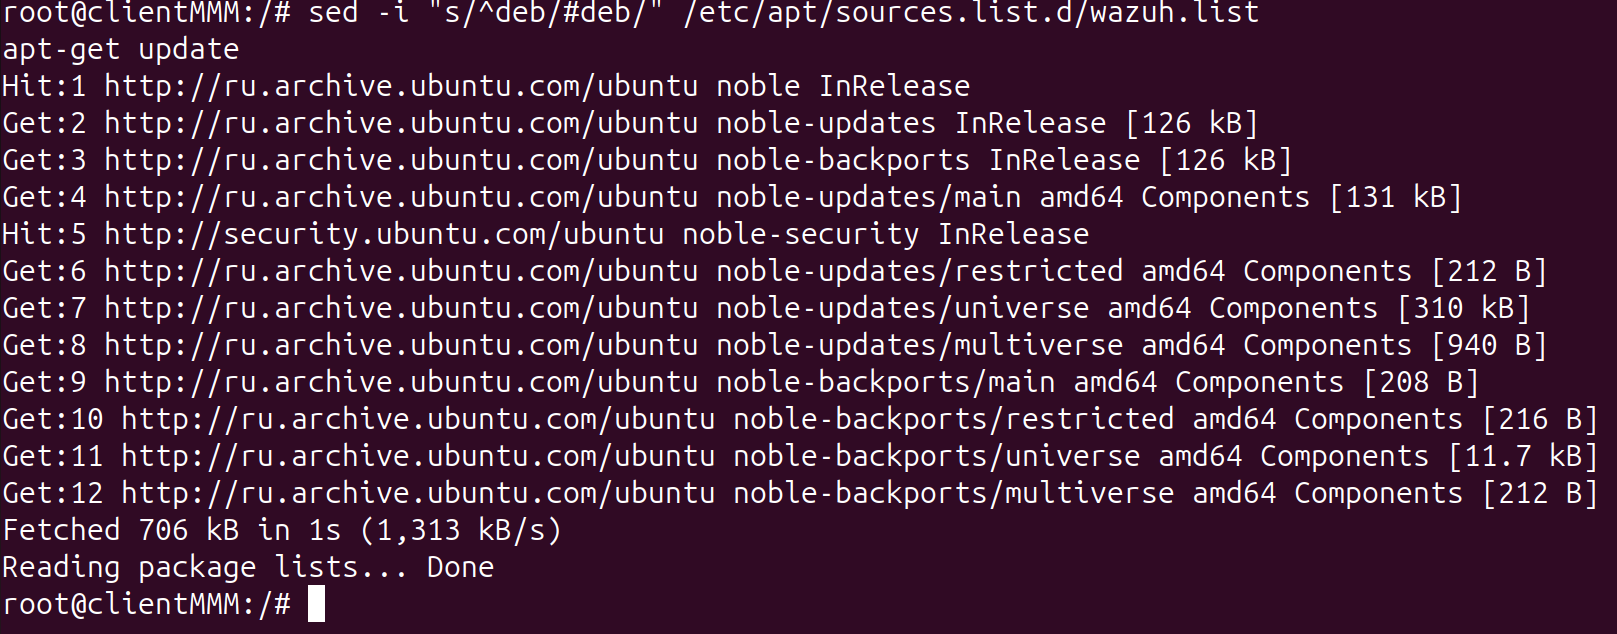 root@clientMMM:/# sed -i "s/^deb/#deb/" /etc/apt/sources.list.d/wazuh.list
apt-get update
Hit:1 http://ru.archive.ubuntu.com/ubuntu noble InRelease
Get:2 http://ru.archive.ubuntu.com/ubuntu noble-updates InRelease [126 kB]
Get:3 http://ru.archive.ubuntu.com/ubuntu noble-backports InRelease [126 kB]
Get:4 http://ru.archive.ubuntu.com/ubuntu noble-updates/main amd64 Components [131 kB]
Hit:5 http://security.ubuntu.com/ubuntu noble-security InRelease
Get:6 http://ru.archive.ubuntu.com/ubuntu noble-updates/restricted amd64 Components [212 B]
Get:7 http://ru.archive.ubuntu.com/ubuntu noble-updates/universe amd64 Components [310 kB]
Get:8 http://ru.archive.ubuntu.com/ubuntu noble-updates/multiverse amd64 Components [940 B]
Get:9 http://ru.archive.ubuntu.com/ubuntu noble-backports/main amd64 Components [208 B]
Get:10 http://ru.archive.ubuntu.com/ubuntu noble-backports/restricted amd64 Components [216 B]
Get:11 http://ru.archive.ubuntu.com/ubuntu noble-backports/universe amd64 Components [11.7 kB]
Get:12 http://ru.archive.ubuntu.com/ubuntu noble-backports/multiverse amd64 Components [212 B]
Fetched 706 kB in 1s (1,313 kB/s)
Reading package lists... Done
root@clientMMM:/#